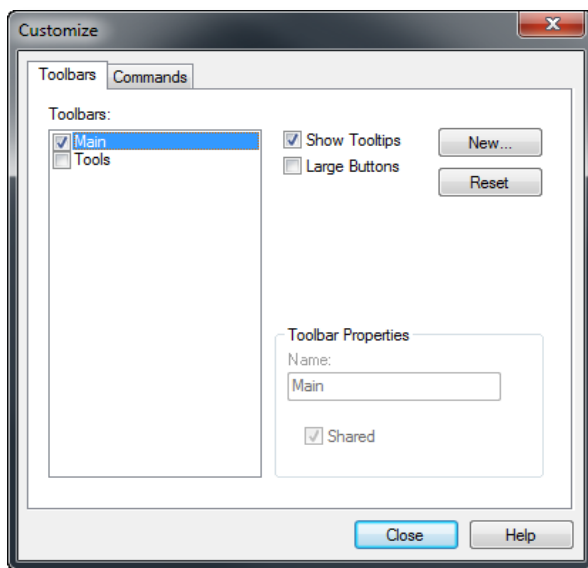 Customize
Toolbars Commands
Toolbars:
Main
Tools
Show Tooltips
Large Buttons
New...
Reset
Toolbar Properties
Name:
Main
Shared
Close Help